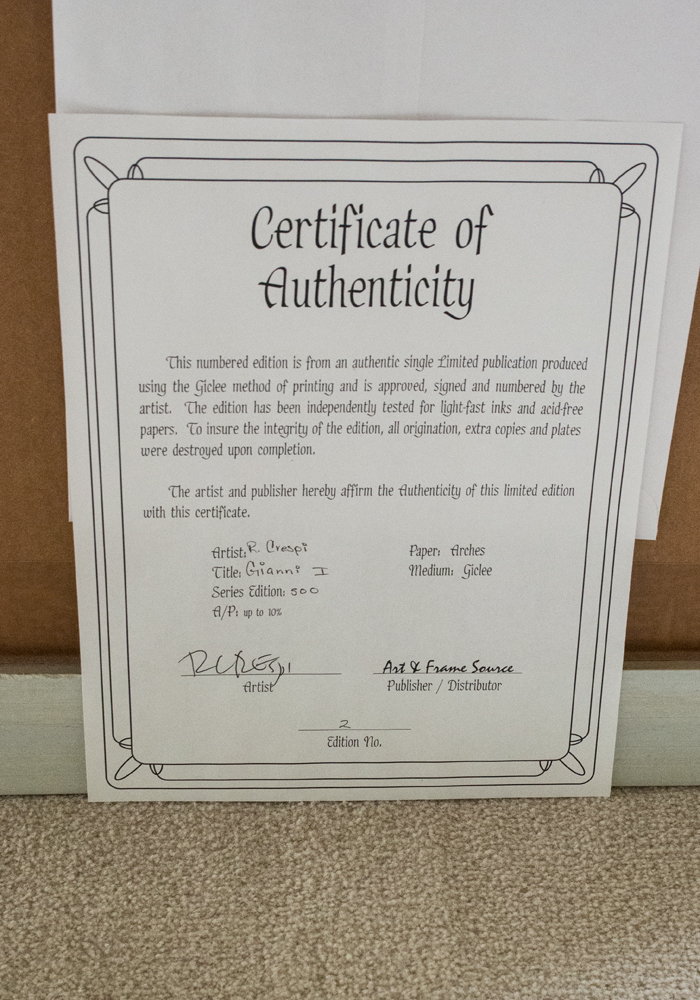 Certificate of
Authenticity
This numbered edition is from an authentic single Limited publication produced
using the Giclee method of printing and is approved, signed and numbered by the
artist. The edition has been independently tested for light-fast inks and acid-free
papers. To insure the integrity of the edition, all origination, extra copies and plates
were destroyed upon completion.
The artist and publisher hereby affirm the Authenticity of this limited edition
with this certificate.
Artist: R. Crespi
Title: Gianni I
Series Edition: 500
A/P: up to 10%
Paper: Arches
Medium: Giclee
R CRESpi
Artist
Art & Frame Source
Publisher / Distributor
2
Edition No.